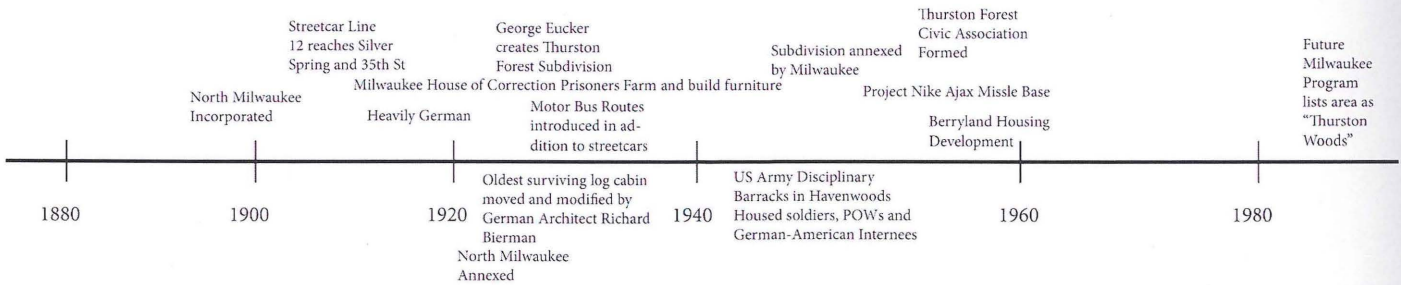 Streetcar Line
12 reaches Silver
Spring and 35th St
George Eucker
creates Thurston
Forest Subdivision
Thurston Forest
Civic Association
Formed
Subdivision annexed
by Milwaukee
Future
Milwaukee
Program
lists area as
“Thurston
Woods”
Milwaukee House of Correction Prisoners Farm and build furniture
North Milwaukee
Incorporated
Heavily German
Motor Bus Routes
introduced in ad-
dition to streetcars
Project Nike Ajax Missle Base
Berryland Housing
Development
1880
1900
1920
1940
1960
1980
Oldest surviving log cabin
moved and modified by
German Architect Richard
Bierman
North Milwaukee
Annexed
US Army Disciplinary
Barracks in Havenwoods
Housed soldiers, POWs and
German-American Internees